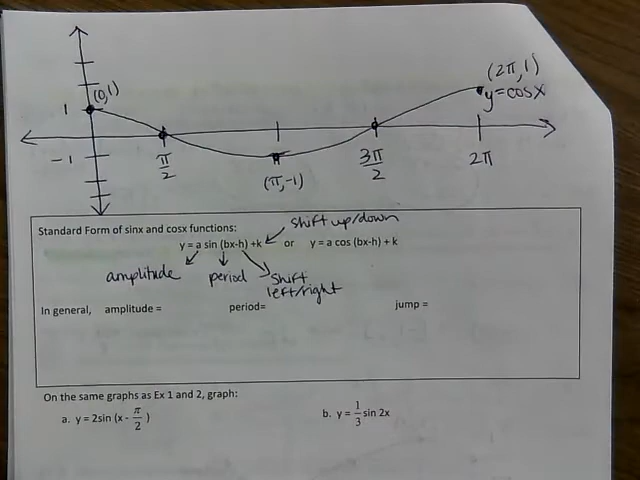 (0,1)
(2π, 1)
y=cosx
1
-1
π/2
(π, -1)
3π/2
2π
shift up/down
Standard Form of sinx and cosx functions:
y = a sin (bx-h) +k or y = a cos (bx-h) + k
amplitude period shift
left/right
In general, amplitude = period= jump =
On the same graphs as Ex 1 and 2, graph:
a. y = 2sin (x - π/2 ) b. y = 1/3 sin 2x